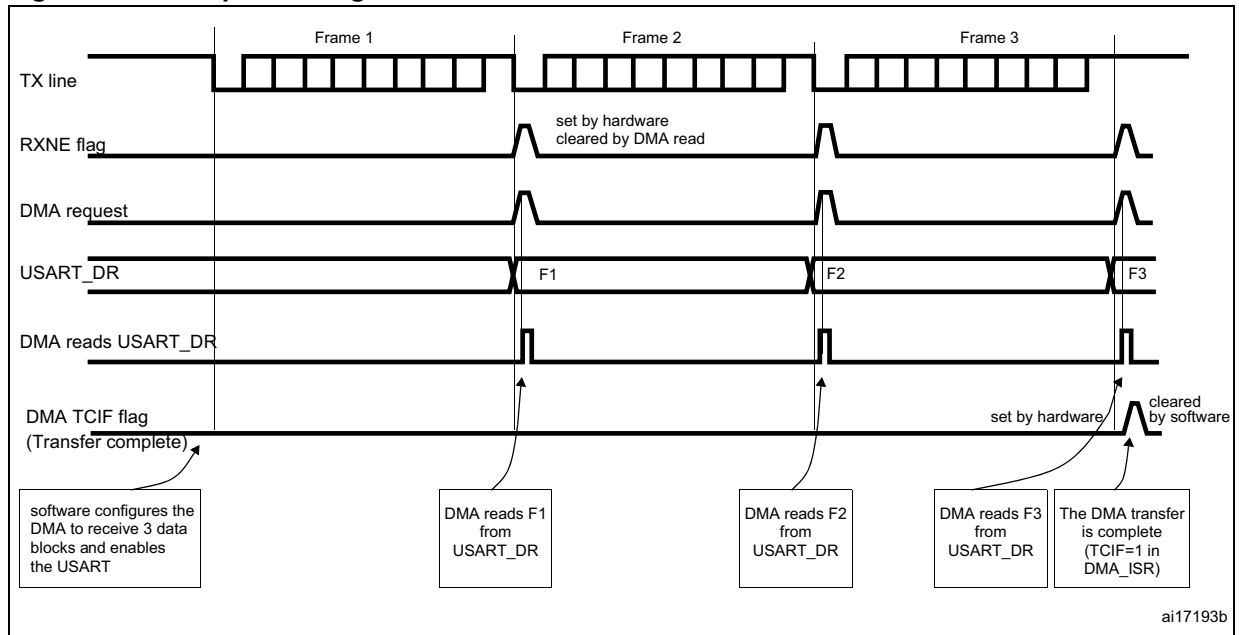 Frame 1
Frame 2
Frame 3
TX line
set by hardware
cleared by DMA read
RXNE flag
DMA request
USART_DR
F1
F2
F3
DMA reads USART_DR
DMA TCIF flag
(Transfer complete)
set by hardware
cleared
by software
software configures the
DMA to receive 3 data
blocks and enables
the USART
DMA reads F1
from
USART_DR
DMA reads F2
from
USART_DR
DMA reads F3
from
USART_DR
The DMA transfer
is complete
(TCIF=1 in
DMA_ISR)
ai17193b